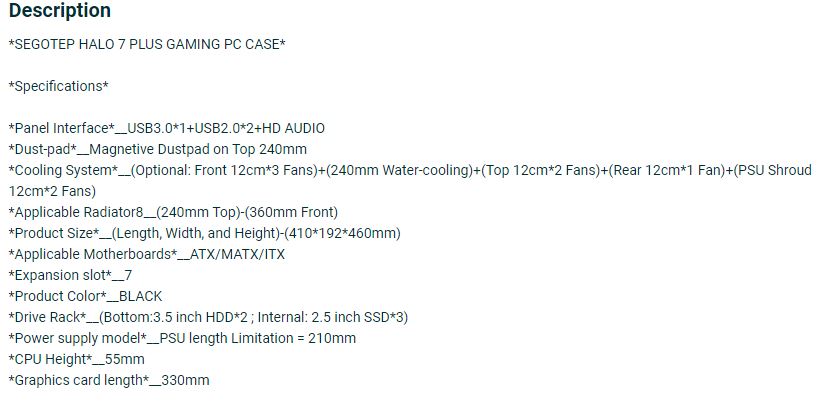 Description
*SEGOTEP HALO 7 PLUS GAMING PC CASE*
*Specifications*
*Panel Interface*__USB3.0*1+USB2.0*2+HD AUDIO
*Dust-pad*__Magnetive Dustpad on Top 240mm
*Cooling System*__(Optional: Front 12cm*3 Fans)+(240mm Water-cooling)+(Top 12cm*2 Fans)+(Rear 12cm*1 Fan)+(PSU Shroud
12cm*2 Fans)
*Applicable Radiator8__(240mm Top)-(360mm Front)
*Product Size*__(Length, Width, and Height)-(410*192*460mm)
*Applicable Motherboards*__ATX/MATX/ITX
*Expansion slot*__7
*Product Color*__BLACK
*Drive Rack*__(Bottom:3.5 inch HDD*2 ; Internal: 2.5 inch SSD*3)
*Power supply model*__PSU length Limitation = 210mm
*CPU Height*__55mm
*Graphics card length*__330mm